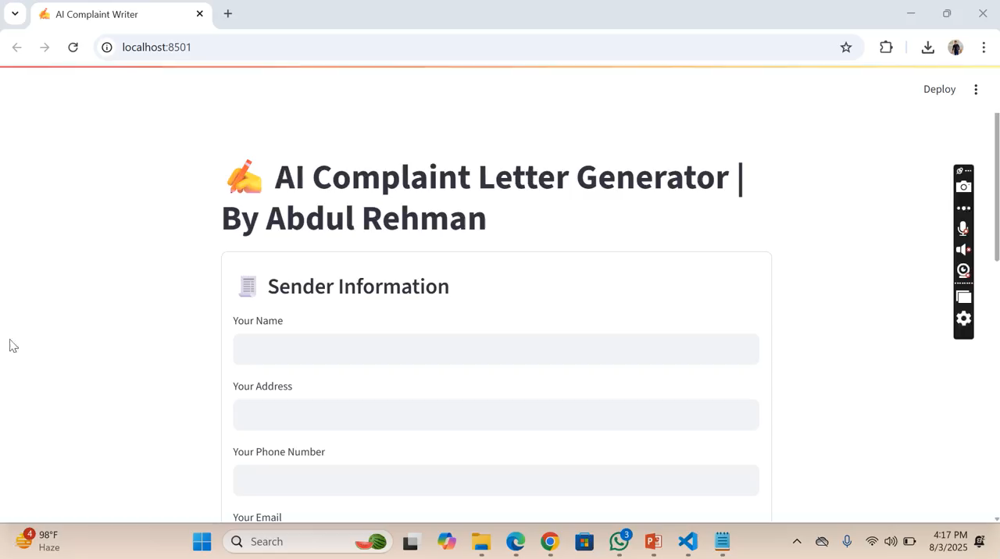 AI Complaint Writer
localhost:8501
Deploy
AI Complaint Letter Generator |
By Abdul Rehman
Sender Information
Your Name
Your Address
Your Phone Number
Your Email
4
98°F
Haze
Search
3
4:17 PM
8/3/2025